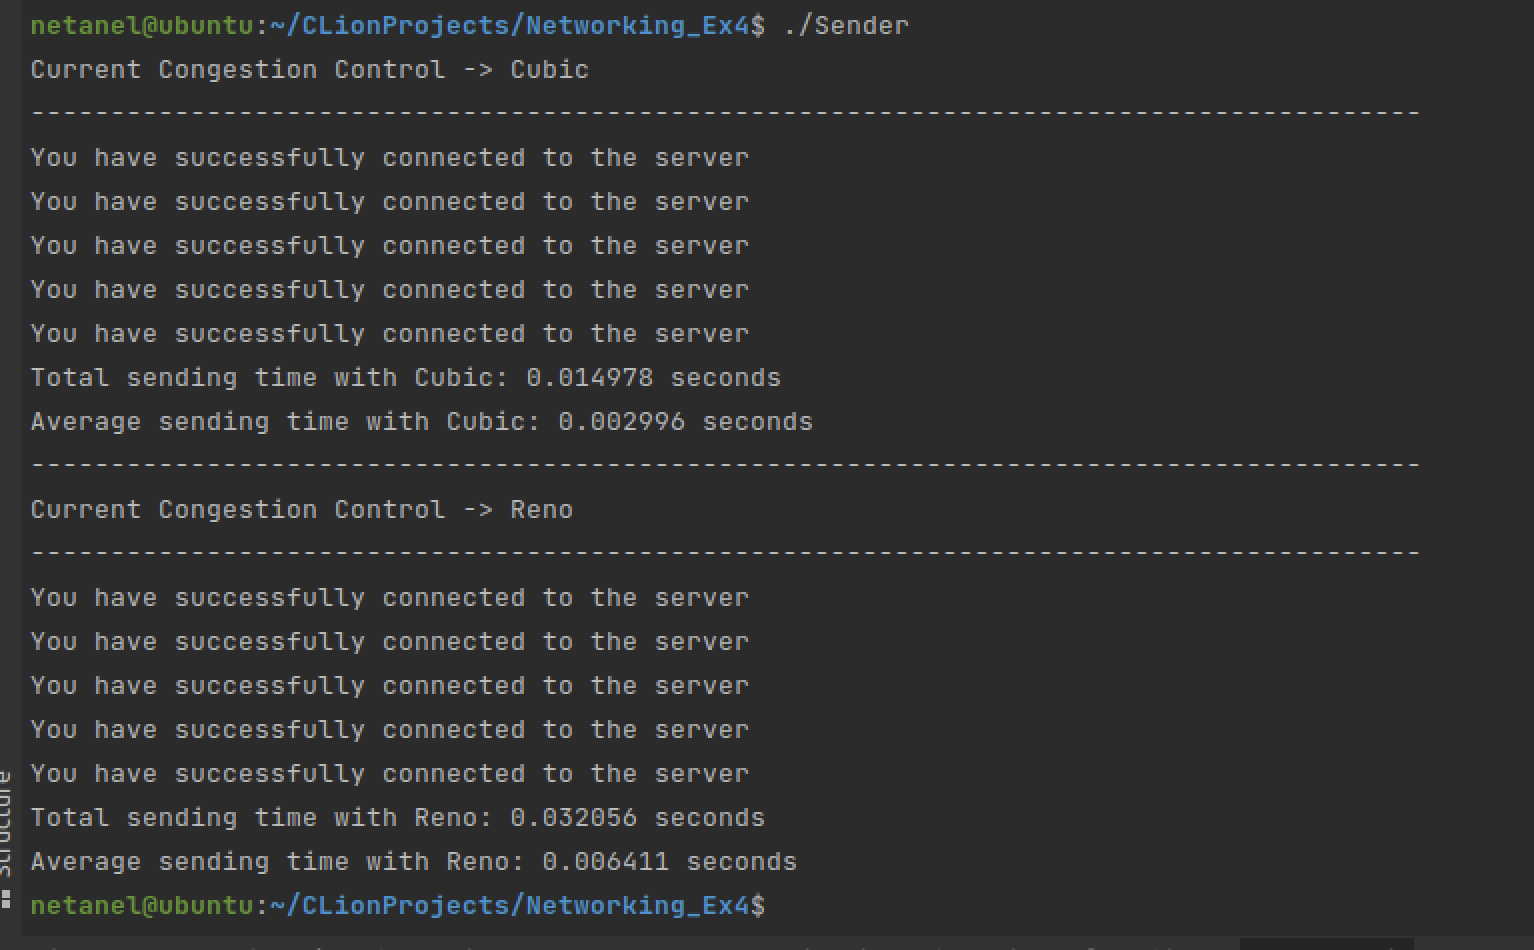 netanel@ubuntu:~/CLionProjects/Networking_Ex4$ ./Sender
Current Congestion Control -> Cubic
---------------------------------------------------------------------------------------
You have successfully connected to the server
You have successfully connected to the server
You have successfully connected to the server
You have successfully connected to the server
You have successfully connected to the server
Total sending time with Cubic: 0.014978 seconds
Average sending time with Cubic: 0.002996 seconds
---------------------------------------------------------------------------------------
Current Congestion Control -> Reno
---------------------------------------------------------------------------------------
You have successfully connected to the server
You have successfully connected to the server
You have successfully connected to the server
You have successfully connected to the server
You have successfully connected to the server
Total sending time with Reno: 0.032056 seconds
Average sending time with Reno: 0.006411 seconds
netanel@ubuntu:~/CLionProjects/Networking_Ex4$
Structure